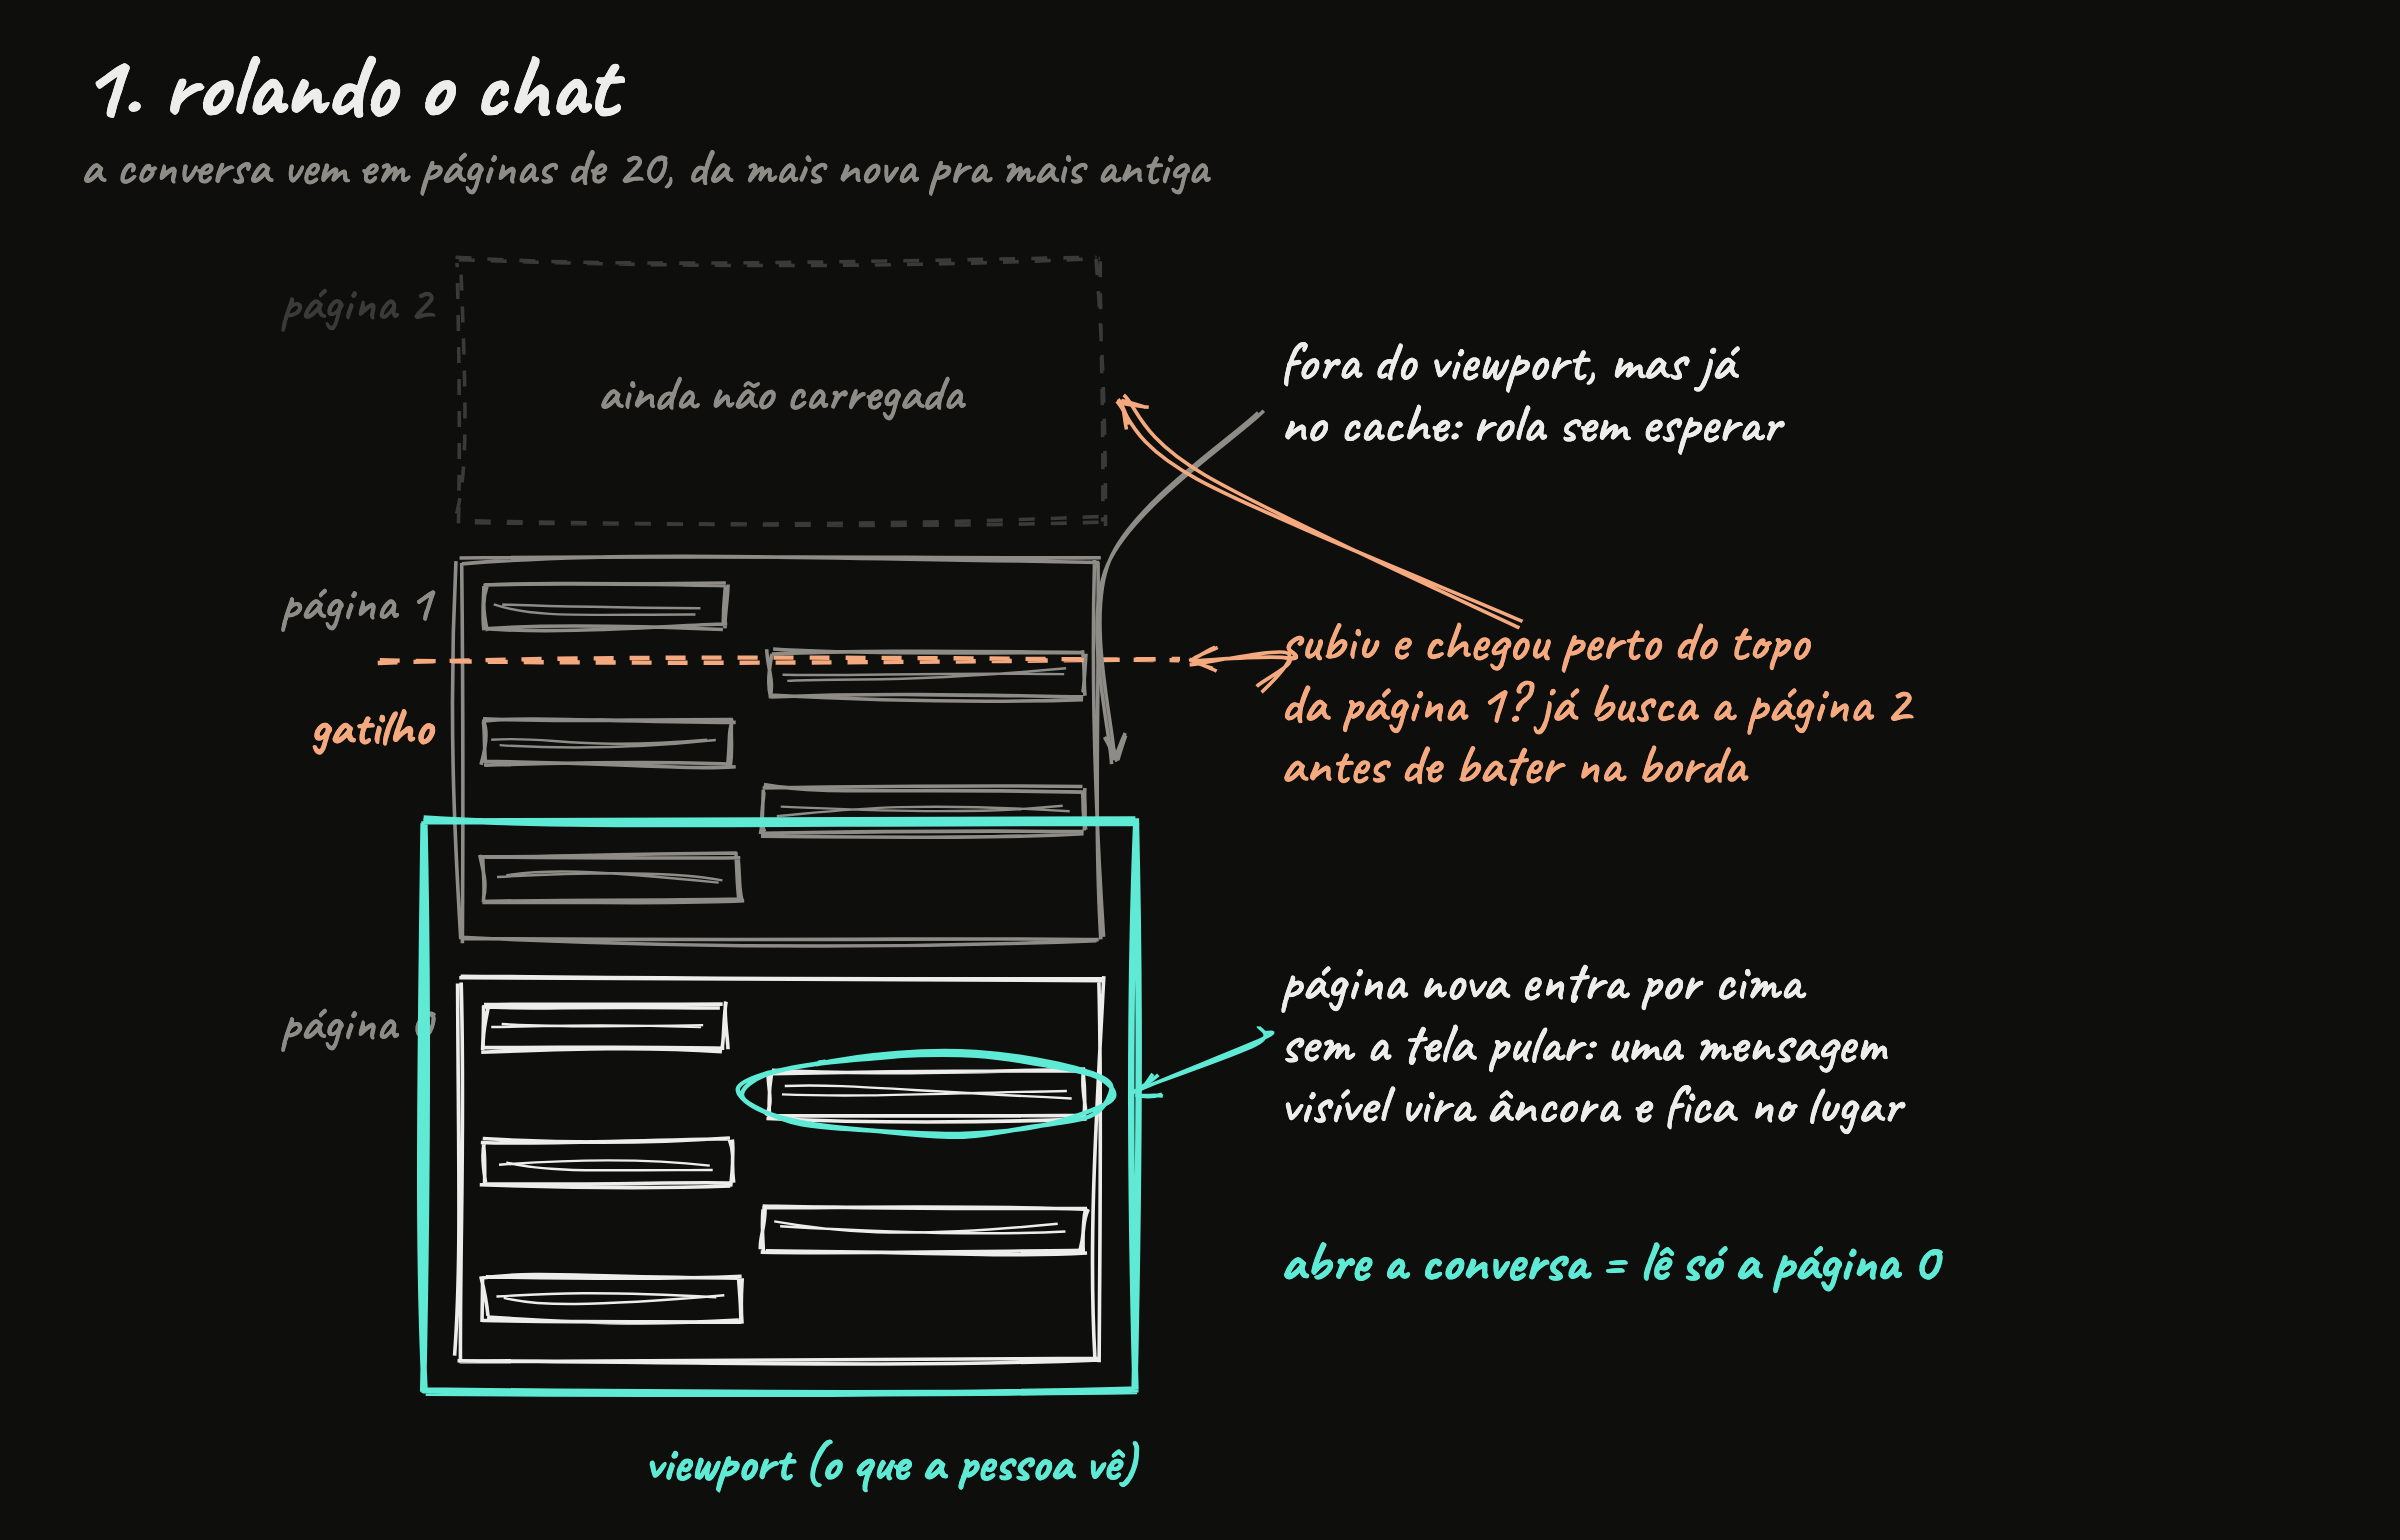 1. rolando o chat
a conversa vem em páginas de 20, da mais nova pra mais antiga
página 2
ainda não carregada
fora do viewport, mas já
no cache: rola sem esperar
página 1
gatilho
subiu e chegou perto do topo
da página 1? já busca a página 2
antes de bater na borda
página 0
página nova entra por cima
sem a tela pular: uma mensagem
visível vira âncora e fica no lugar
abre a conversa = lê só a página 0
viewport (o que a pessoa vê)